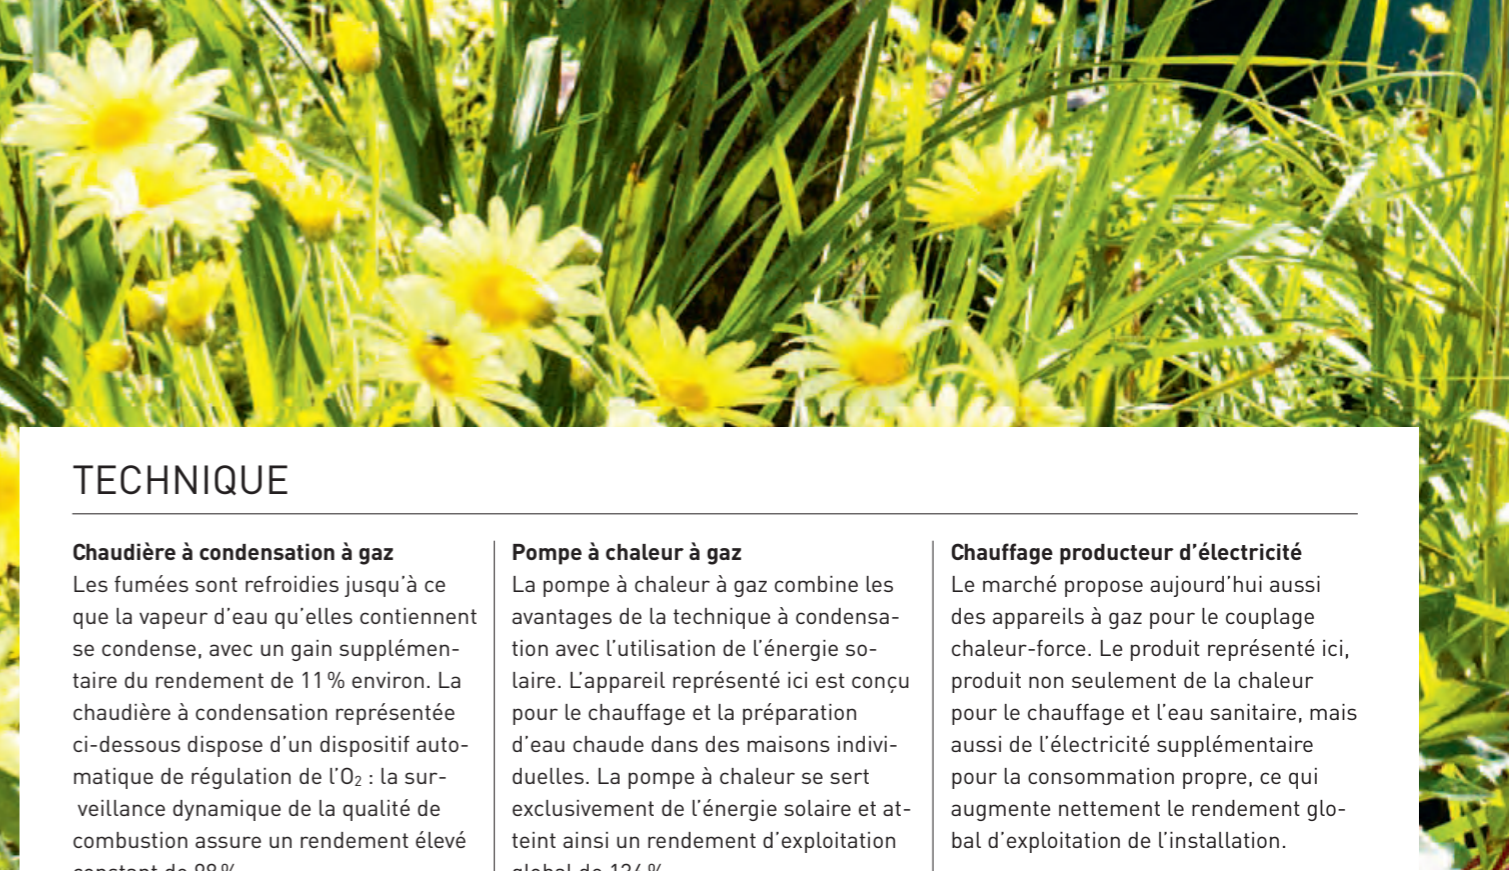 TECHNIQUE
Chaudière à condensation à gaz
Les fumées sont refroidies jusqu'à ce
que la vapeur d'eau qu'elles contiennent
se condense, avec un gain supplémen-
taire du rendement de 11 % environ. La
chaudière à condensation représentée
ci-dessous dispose d'un dispositif auto-
matique de régulation de l'O₂ : la sur-
veillance dynamique de la qualité de
combustion assure un rendement élevé
constant de
Pompe à chaleur à gaz
La pompe à chaleur à gaz combine les
avantages de la technique à condensa-
tion avec l'utilisation de l'énergie so-
laire. L'appareil représenté ici est conçu
pour le chauffage et la préparation
d'eau chaude dans des maisons indivi-
duelles. La pompe à chaleur se sert
exclusivement de l'énergie solaire et at-
teint ainsi un rendement d'exploitation
global de
Chauffage producteur d'électricité
Le marché propose aujourd'hui aussi
des appareils à gaz pour le couplage
chaleur-force. Le produit représenté ici,
produit non seulement de la chaleur
pour le chauffage et l'eau sanitaire, mais
aussi de l'électricité supplémentaire
pour la consommation propre, ce qui
augmente nettement le rendement glo-
bal d'exploitation de l'installation.